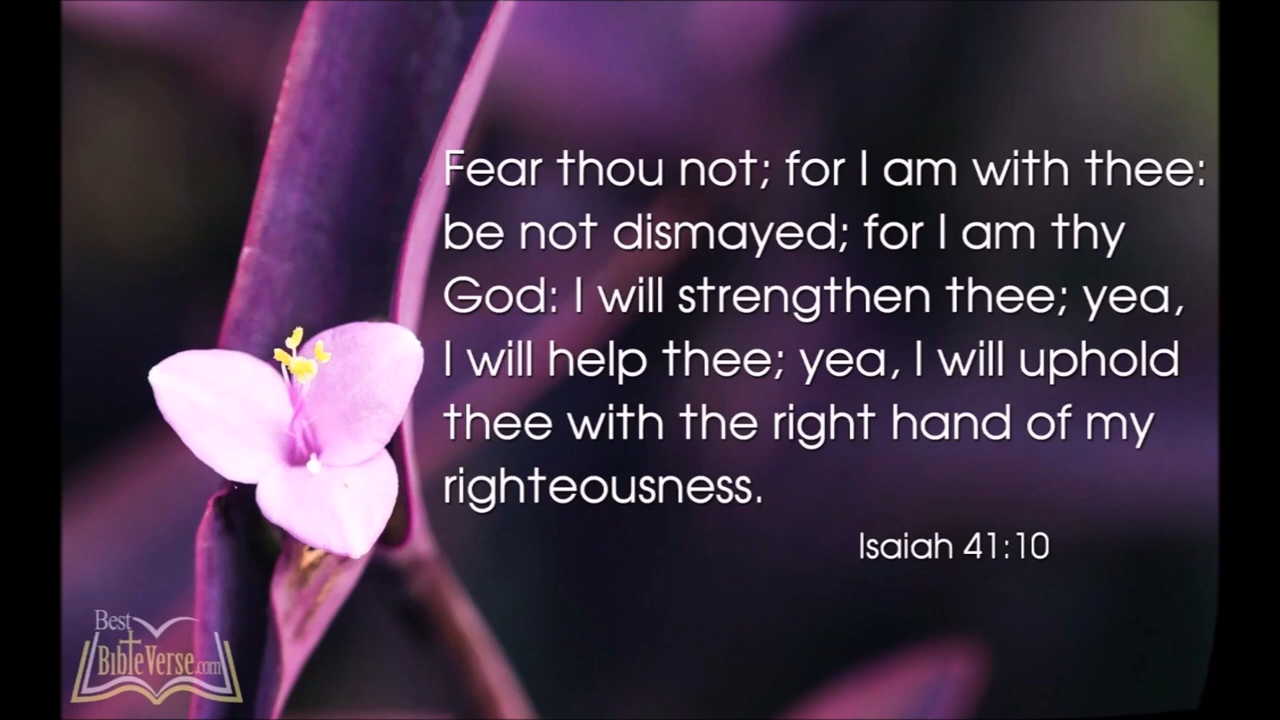 Fear thou not; for I am with thee:
be not dismayed; for I am thy
God: I will strengthen thee; yea,
I will help thee; yea, I will uphold
thee with the right hand of my
righteousness.
Isaiah 41:10
Best
BibleVerse.com